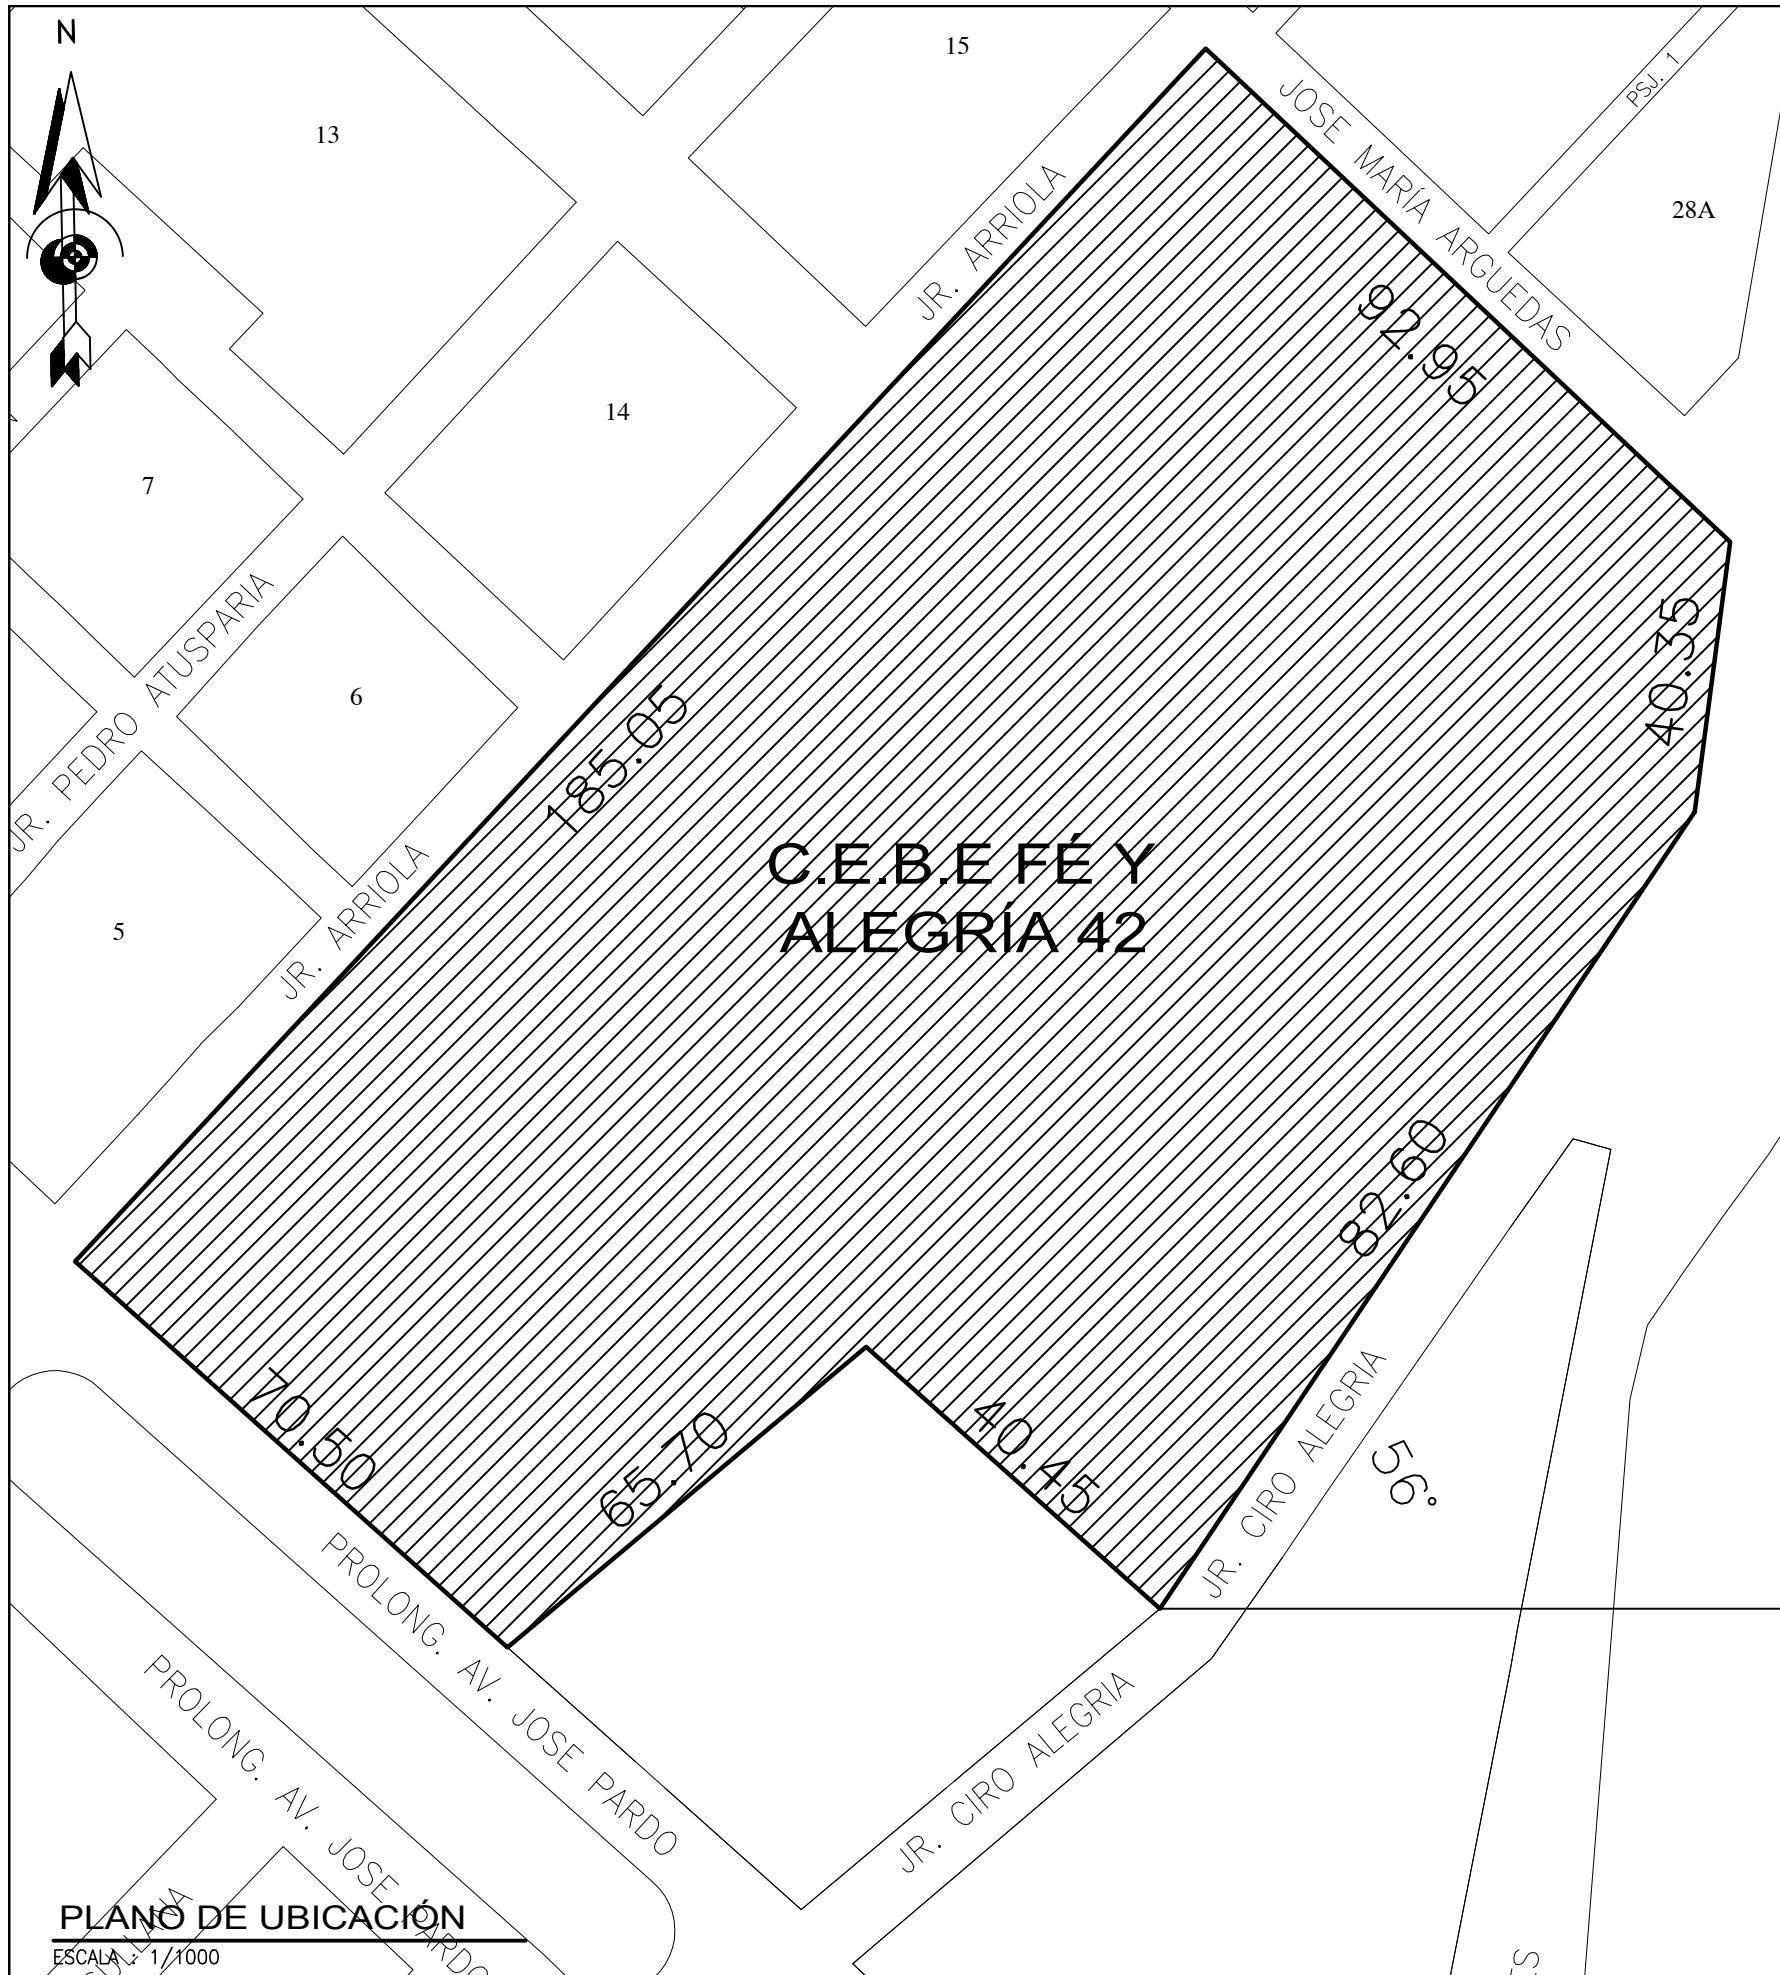 N
15
13
PSJ. 1
JOSE MARÍA ARGUEDAS
28A
JR. ARRIOLA
92.95
14
7
40.35
6
JR. PEDRO ATUSPARIA
185.05
C.E.B.E FÉ Y
ALEGRÍA 42
5
JR. ARRIOLA
82.60
70.50
65.70
40.45
JR. CIRO ALEGRIA
56°
PROLONG. AV. JOSE PARDO
PROLONG. AV. JOSE PARDO
JR. CIRO ALEGRIA
PLANO DE UBICACIÓN
ESCALA : 1/1000